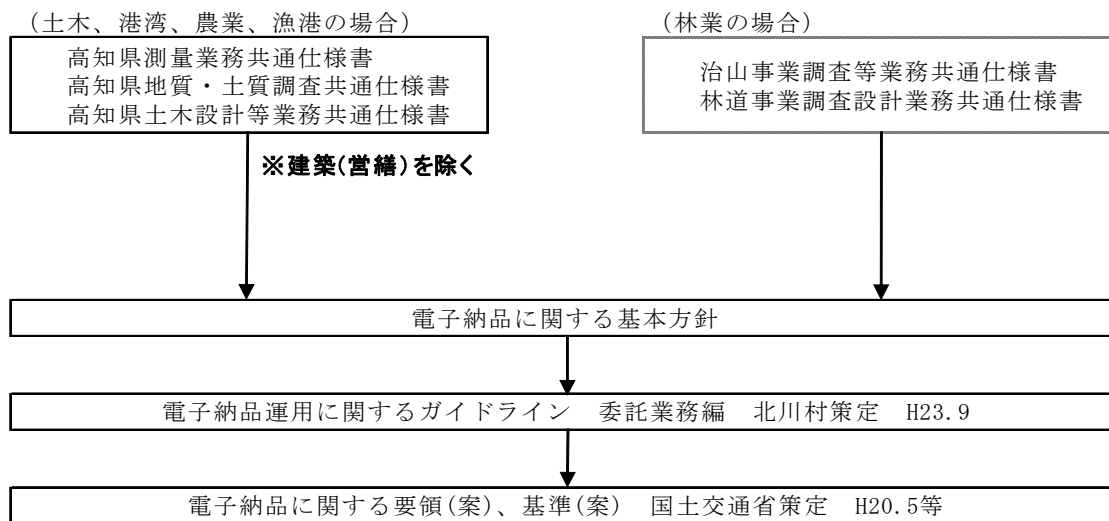 (土木、港湾、農業、漁港の場合)
高知県測量業務共通仕様書
高知県地質・土質調査共通仕様書
高知県土木設計等業務共通仕様書
※建築(営繕)を除く
(林業の場合)
治山事業調査等業務共通仕様書
林道事業調査設計業務共通仕様書
電子納品に関する基本方針
電子納品運用に関するガイドライン　委託業務編　北川村策定　H23.9
電子納品に関する要領(案)、基準(案)　国土交通省策定　H20.5等